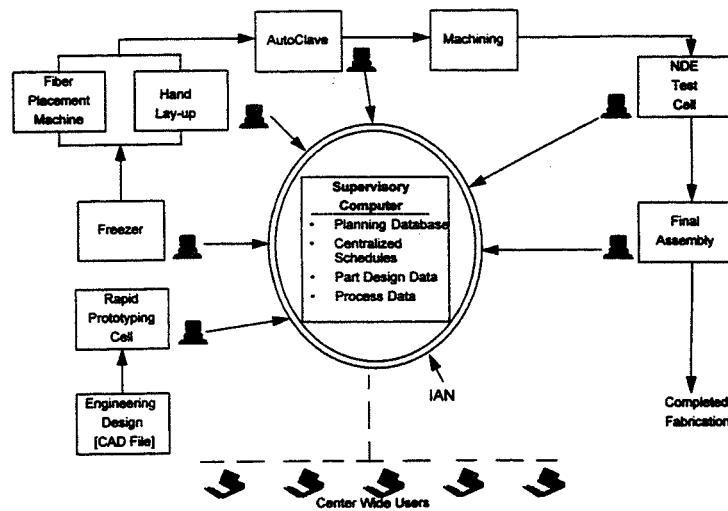 AutoClave
Machining
Fiber
Placement
Machine
Hand
Lay-up
NDE
Test
Cell
Supervisory
Computer
• Planning Database
• Centralized
Schedules
• Part Design Data
• Process Data
Freezer
Final
Assembly
Rapid
Prototyping
Cell
IAN
Engineering
Design
[CAD File]
Completed
Fabrication
Center Wide Users